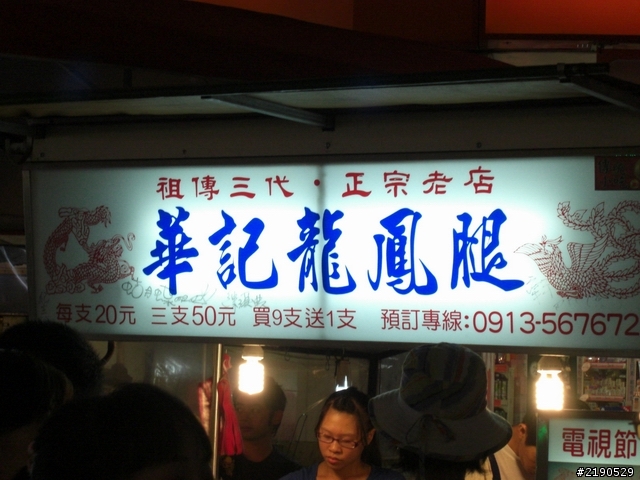 祖傳三代・正宗老店
華記龍鳳腿
每支20元 三支50元 買9支送1支 預訂專線:0913-567672
電視節
#2190529